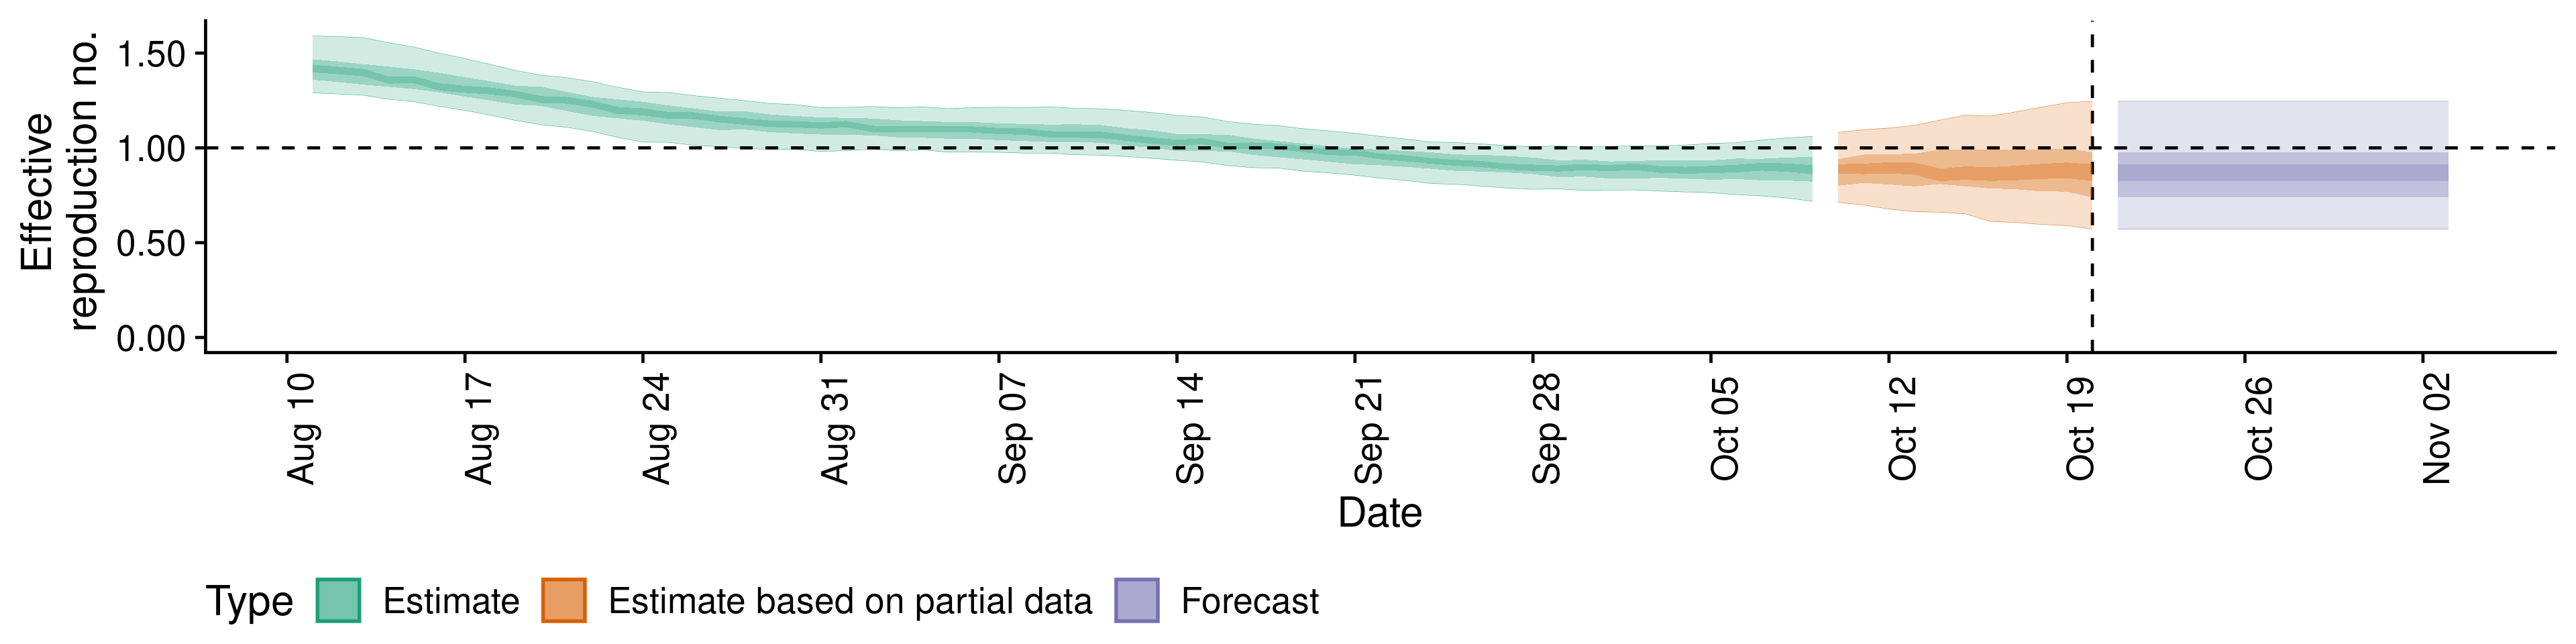 Effective
reproduction no.
1.50
1.00
0.50
0.00
Aug 10
Aug 17
Aug 24
Aug 31
Sep 07
Sep 14
Sep 21
Sep 28
Oct 05
Oct 12
Oct 19
Oct 26
Nov 02
Date
Type Estimate Estimate based on partial data Forecast